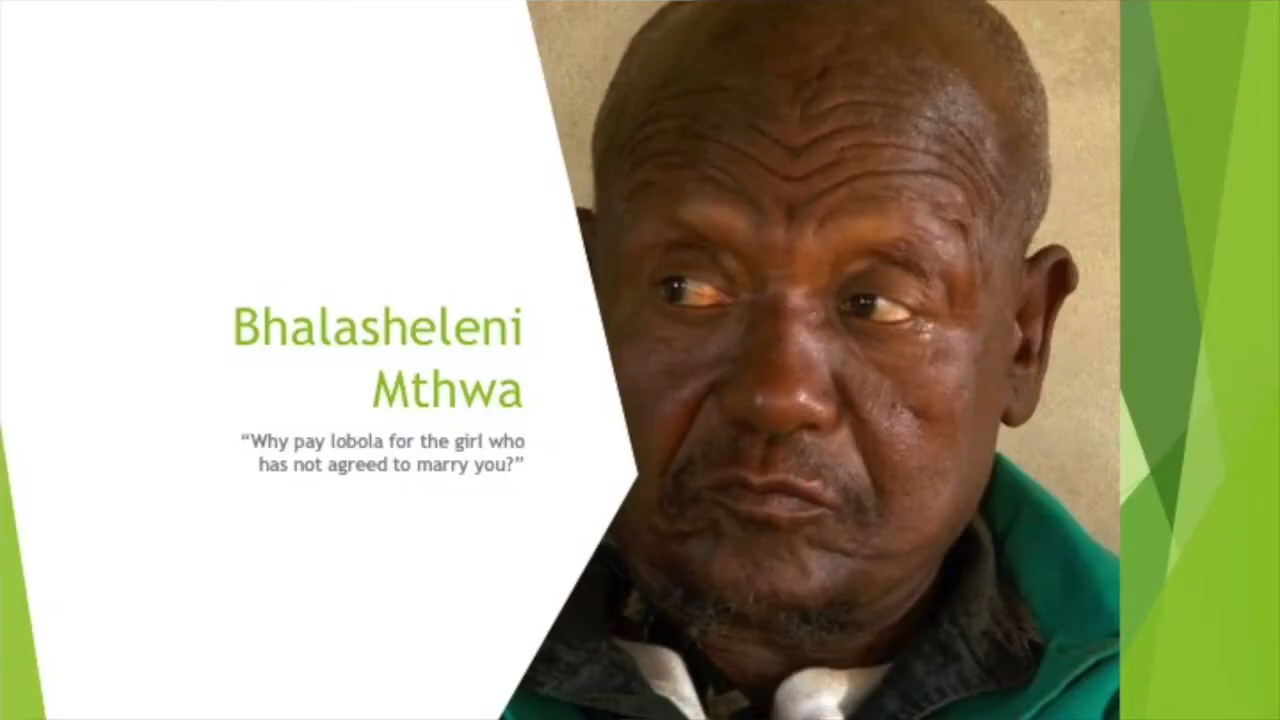 Bhalasheleni
Mthwa
“Why pay lobola for the girl who
has not agreed to marry you?”